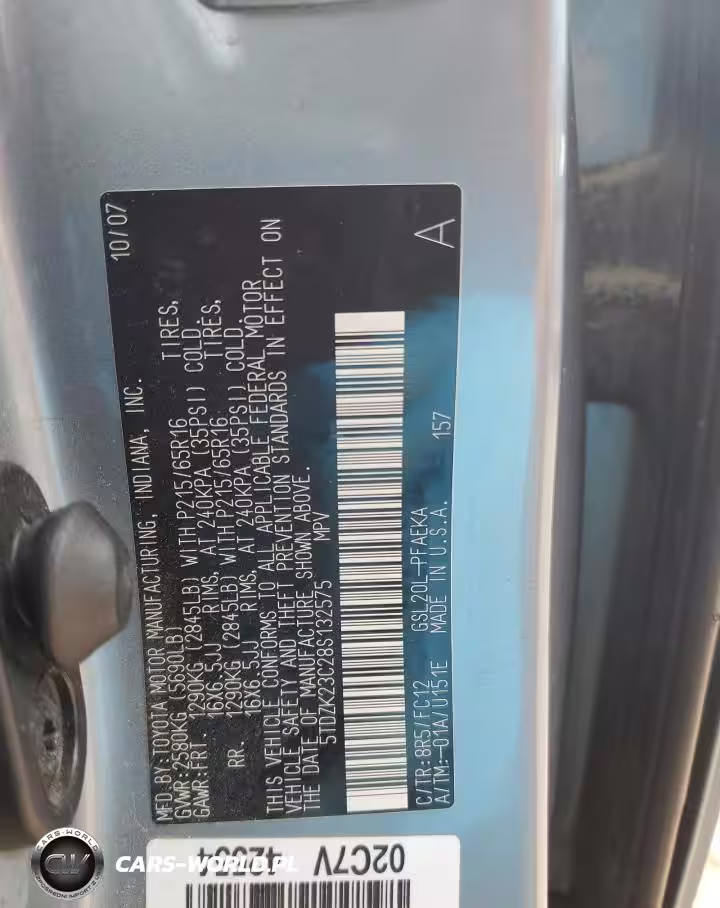 MFD.BY:TOYOTA MOTOR MANUFACTURING, INDIANA, INC. 10/07
GVWR:2580KG (5690LB)
GAWR:FRT. 1290KG (2845LB) WITH P215/65R16 TIRES,
16X6.5JJ RIMS, AT 240KPA (35PSI) COLD.
RR. 1290KG (2845LB) WITH P215/65R16 TIRES,
16X6.5JJ RIMS, AT 240KPA (35PSI) COLD.
THIS VEHICLE CONFORMS TO ALL APPLICABLE FEDERAL MOTOR
VEHICLE SAFETY AND THEFT PREVENTION STANDARDS IN EFFECT ON
THE DATE OF MANUFACTURE SHOWN ABOVE.
5TDZK23C28S132575 MPV
C/TR:8R5/FC12 GSL20L-PFAEKA
A/TM:-01A/U151E MADE IN U.S.A. 157
A
02C7V
CARS-WORLD
CW
CARS-WORLD.PL